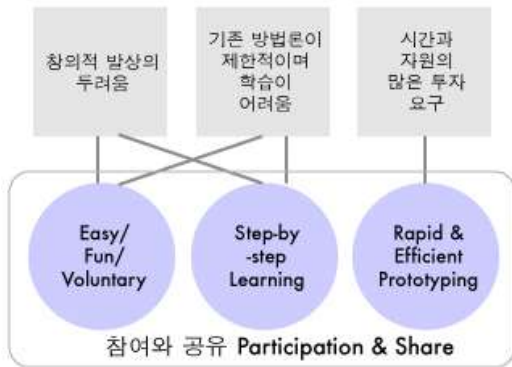 창의적 발상의
두려움
기존 방법론이
제한적이며
학습이
어려움
시간과
자원의
많은 투자
요구
Easy/
Fun/
Voluntary
Step-by
-step
Learning
Rapid &
Efficient
Prototyping
참여와 공유 Participation & Share